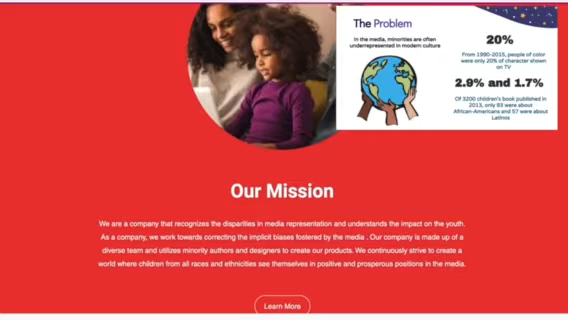 The Problem
In the media, minorities are often
underrepresented in modern culture
20%
From 1990-2015, people of color
were only 20% of character shown
on TV
2.9% and 1.7%
Of 3200 children's book published in
2013, only 93 were about
African-Americans and 57 were about
Latinos
Our Mission
We are a company that recognizes the disparities in media representation and understands the impact on the youth.
As a company, we work towards correcting the implicit biases fostered by the media . Our company is made up of a
diverse team and utilizes minority authors and designers to create our products. We continuously strive to create a
world where children from all races and ethnicities see themselves in positive and prosperous positions in the media.
Learn More